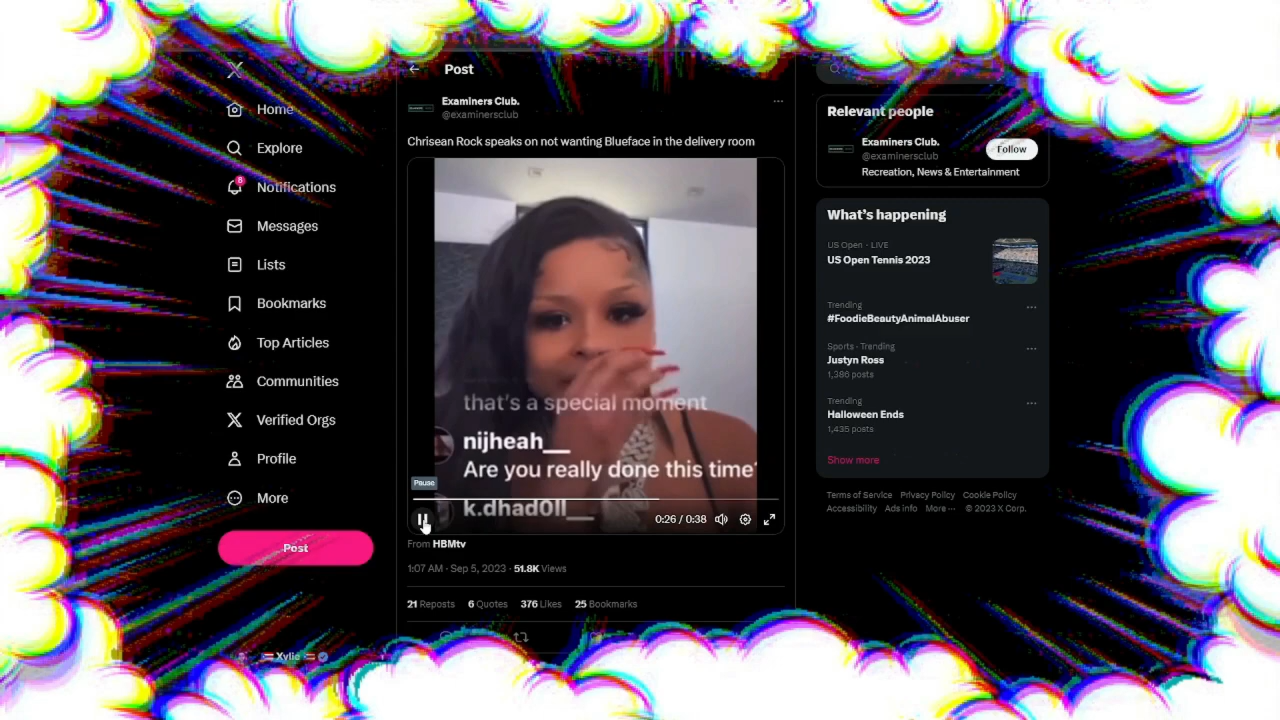 Home
Explore
8
Notifications
Messages
Lists
Bookmarks
Top Articles
Communities
Verified Orgs
Profile
More
Post
Xylie
Post
Examiners Club.
@examinersclub
Chrisean Rock speaks on not wanting Blueface in the delivery room
that's a special moment
nijheah__
Are you really done this time?
k.dhad0ll__
Pause
0:26 / 0:38
From HBMtv
1:07 AM · Sep 5, 2023 · 51.8K Views
21 Reposts 6 Quotes 376 Likes 25 Bookmarks
Relevant people
Examiners Club.
@examinersclub
Follow
Recreation, News & Entertainment
What's happening
US Open · LIVE
US Open Tennis 2023
Trending
#FoodieBeautyAnimalAbuser
Sports · Trending
Justyn Ross
1,386 posts
Trending
Halloween Ends
1,435 posts
Show more
Terms of Service Privacy Policy Cookie Policy
Accessibility Ads info More ··· © 2023 X Corp.